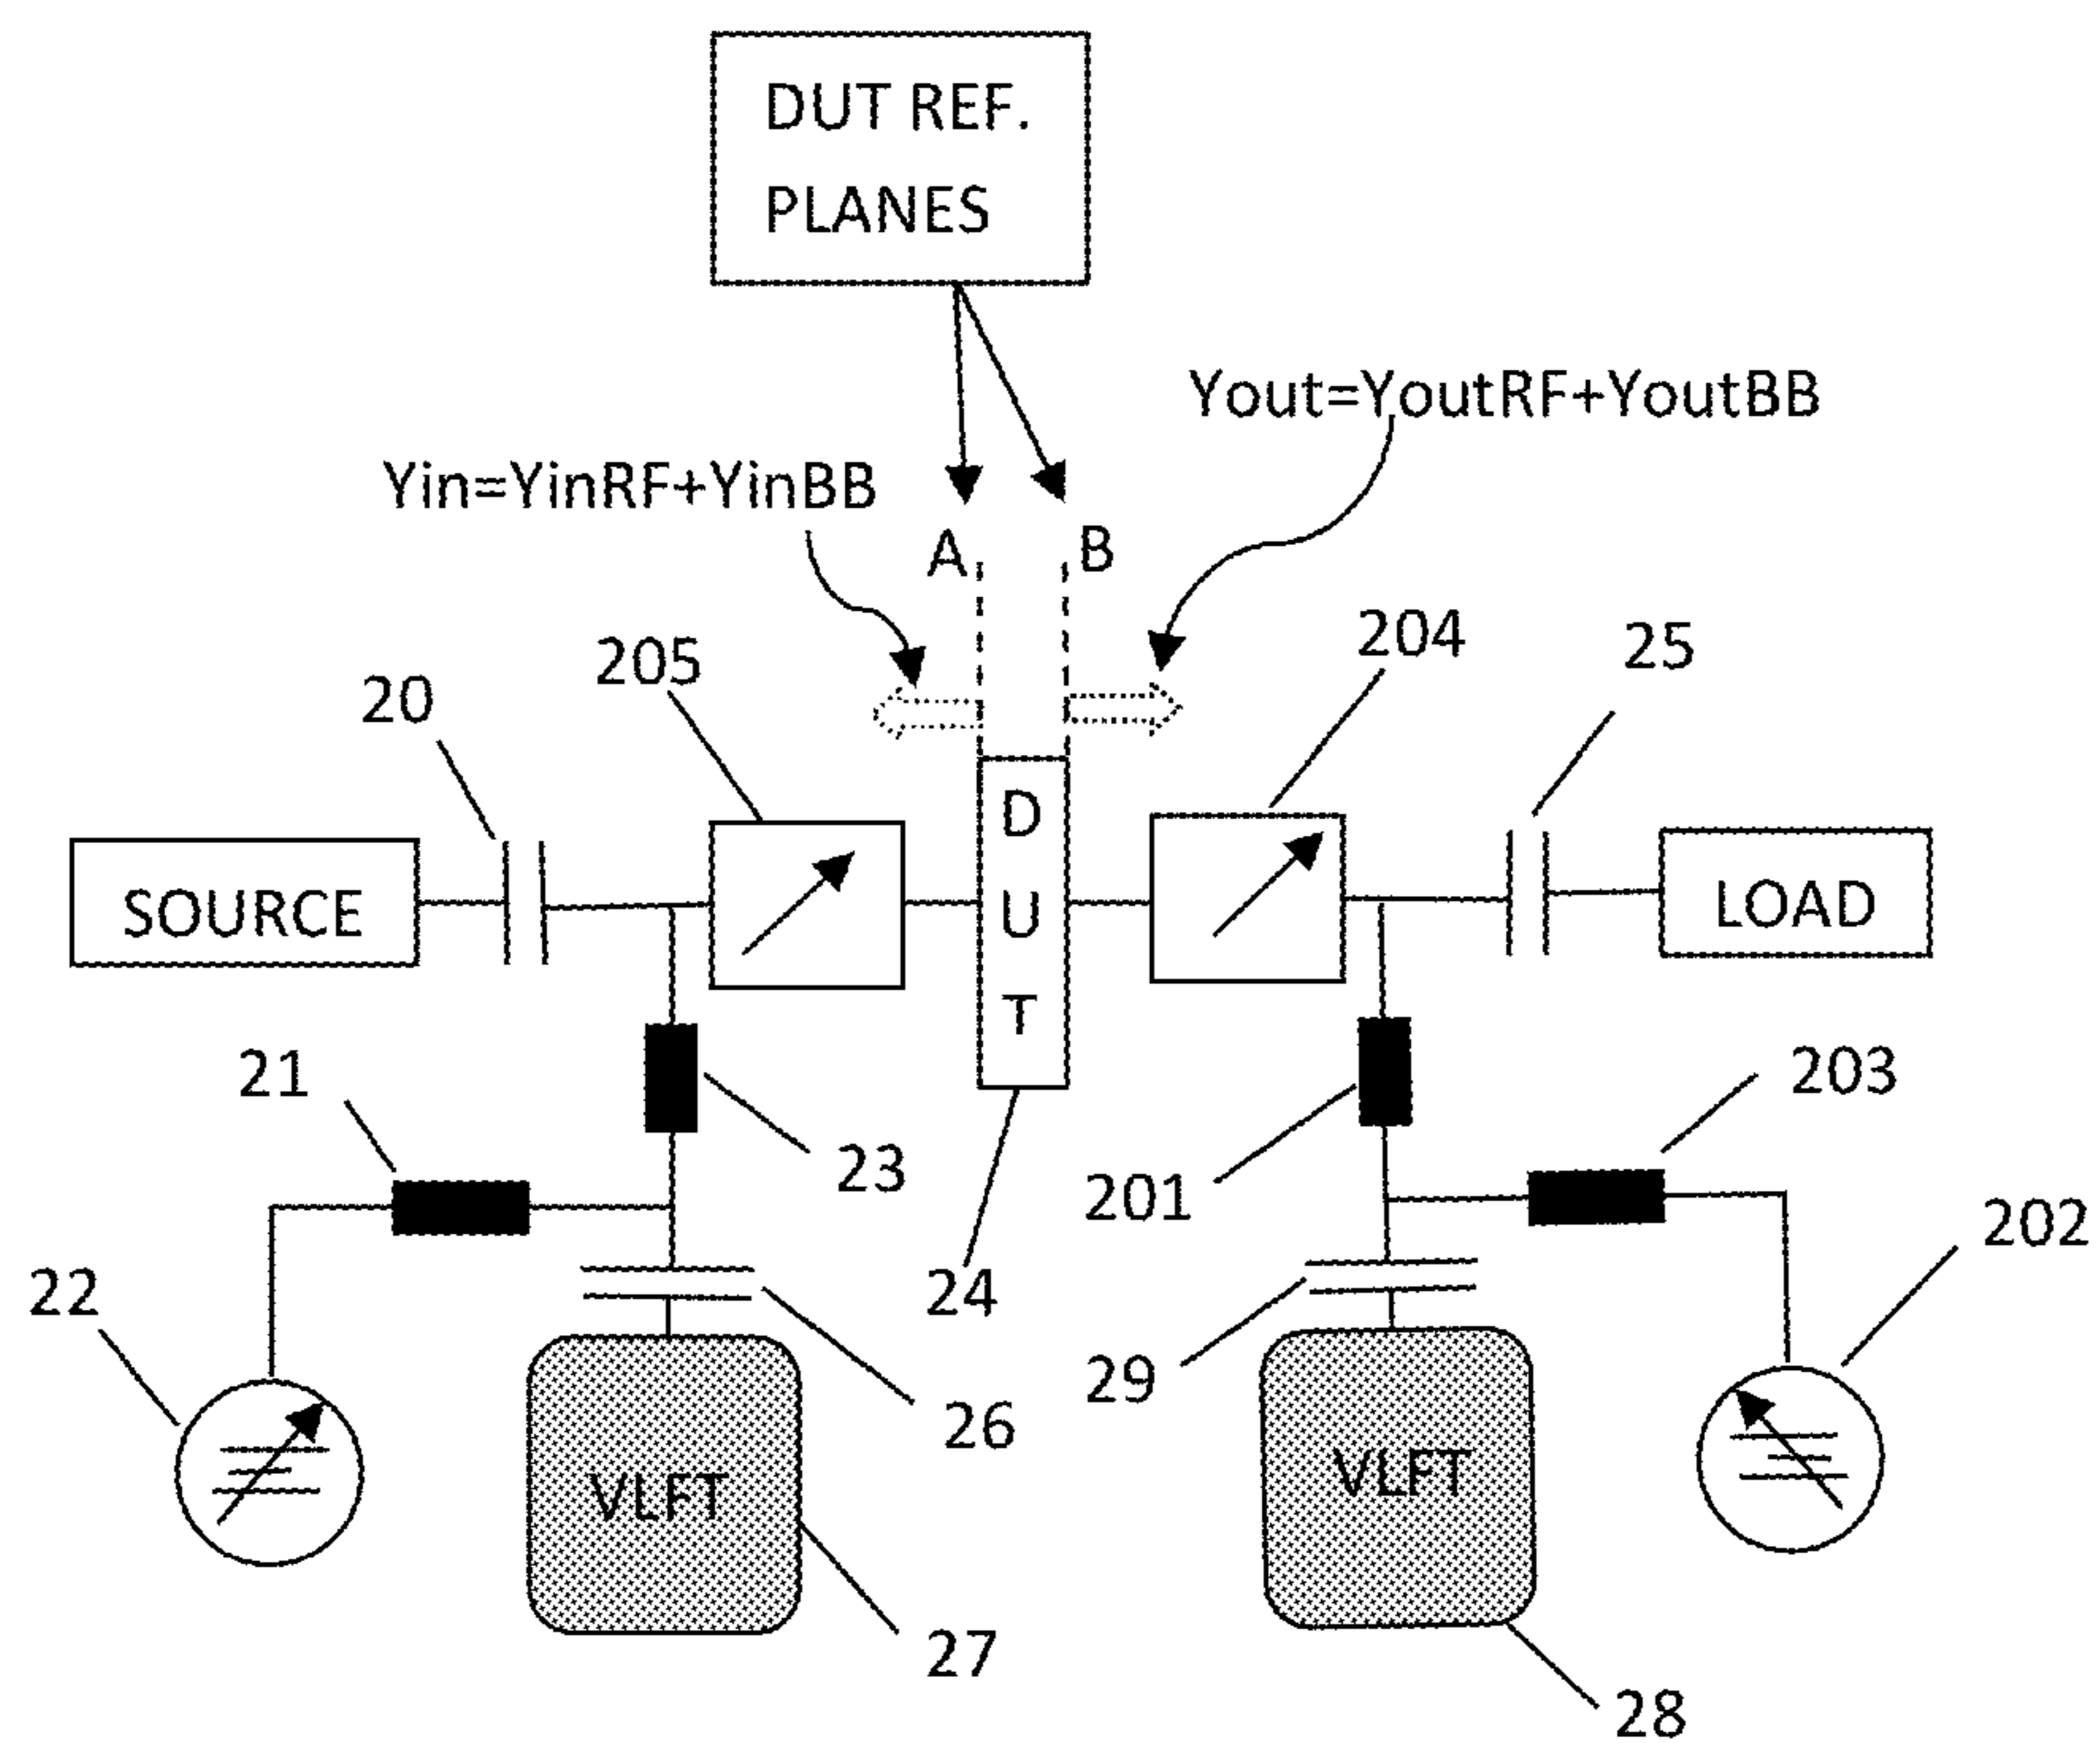 DUT REF.
PLANES
Yout=YoutRF+YoutBB
Yin=YinRF+YinBB
A
B
204
25
205
20
D
U
T
SOURCE
LOAD
21
203
23
201
202
22
24
29
26
VLFT
VLFT
27
28